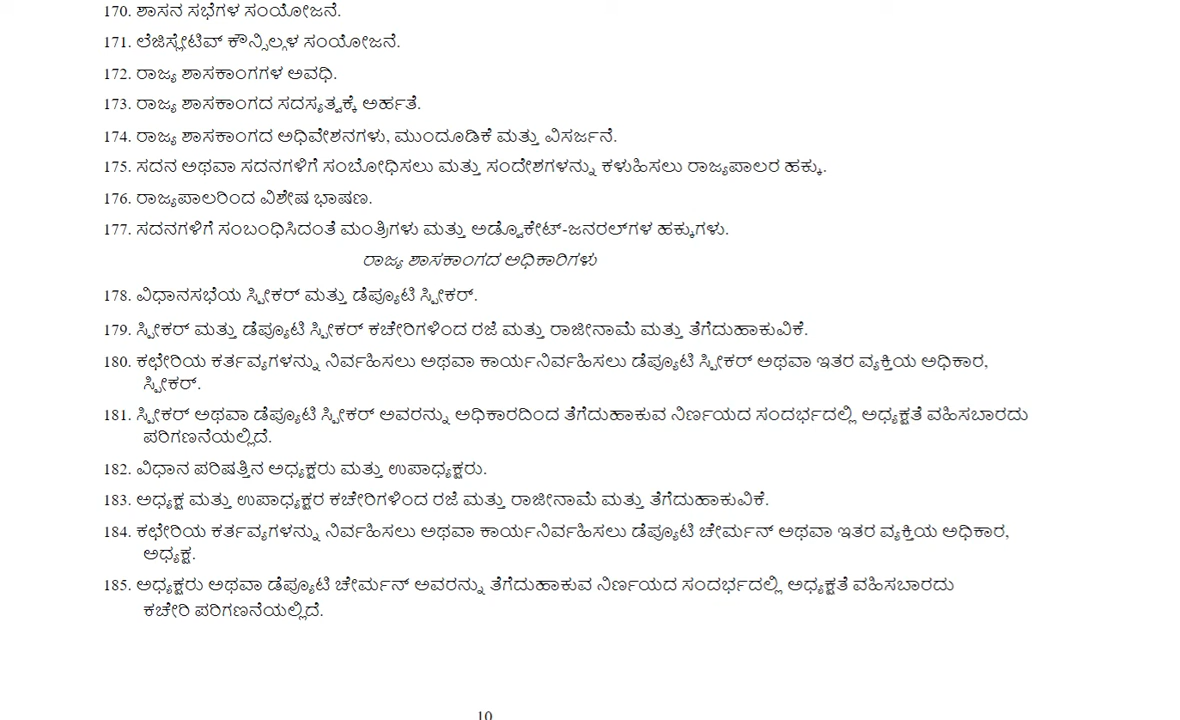 170. ಶಾಸನ ಸಭೆಗಳ ಸಂಯೋಜನೆ.
171. ಲೆಜಿಸ್ಲೇಟಿವ್ ಕೌನ್ಸಿಲ್ಗಳ ಸಂಯೋಜನೆ.
172. ರಾಜ್ಯ ಶಾಸಕಾಂಗಗಳ ಅವಧಿ.
173. ರಾಜ್ಯ ಶಾಸಕಾಂಗದ ಸದಸ್ಯತ್ವಕ್ಕೆ ಅರ್ಹತೆ.
174. ರಾಜ್ಯ ಶಾಸಕಾಂಗದ ಅಧಿವೇಶನಗಳು, ಮುಂದೂಡಿಕೆ ಮತ್ತು ವಿಸರ್ಜನೆ.
175. ಸದನ ಅಥವಾ ಸದನಗಳಿಗೆ ಸಂಬೋಧಿಸಲು ಮತ್ತು ಸಂದೇಶಗಳನ್ನು ಕಳುಹಿಸಲು ರಾಜ್ಯಪಾಲರ ಹಕ್ಕು.
176. ರಾಜ್ಯಪಾಲರಿಂದ ವಿಶೇಷ ಭಾಷಣ.
177. ಸದನಗಳಿಗೆ ಸಂಬಂಧಿಸಿದಂತೆ ಮಂತ್ರಿಗಳು ಮತ್ತು ಅಡ್ವೊಕೇಟ್-ಜನರಲ್‌ಗಳ ಹಕ್ಕುಗಳು.
ರಾಜ್ಯ ಶಾಸಕಾಂಗದ ಅಧಿಕಾರಿಗಳು
178. ವಿಧಾನಸಭೆಯ ಸ್ಪೀಕರ್ ಮತ್ತು ಡೆಪ್ಯೂಟಿ ಸ್ಪೀಕರ್.
179. ಸ್ಪೀಕರ್ ಮತ್ತು ಡೆಪ್ಯೂಟಿ ಸ್ಪೀಕರ್ ಕಚೇರಿಗಳಿಂದ ರಜೆ ಮತ್ತು ರಾಜೀನಾಮೆ ಮತ್ತು ತೆಗೆದುಹಾಕುವಿಕೆ.
180. ಕಛೇರಿಯ ಕರ್ತವ್ಯಗಳನ್ನು ನಿರ್ವಹಿಸಲು ಅಥವಾ ಕಾರ್ಯನಿರ್ವಹಿಸಲು ಡೆಪ್ಯೂಟಿ ಸ್ಪೀಕರ್ ಅಥವಾ ಇತರ ವ್ಯಕ್ತಿಯ ಅಧಿಕಾರ,
ಸ್ಪೀಕರ್.
181. ಸ್ಪೀಕರ್ ಅಥವಾ ಡೆಪ್ಯೂಟಿ ಸ್ಪೀಕರ್ ಅವರನ್ನು ಅಧಿಕಾರದಿಂದ ತೆಗೆದುಹಾಕುವ ನಿರ್ಣಯದ ಸಂದರ್ಭದಲ್ಲಿ ಅಧ್ಯಕ್ಷತೆ ವಹಿಸಬಾರದು
ಪರಿಗಣನೆಯಲ್ಲಿದೆ.
182. ವಿಧಾನ ಪರಿಷತ್ತಿನ ಅಧ್ಯಕ್ಷರು ಮತ್ತು ಉಪಾಧ್ಯಕ್ಷರು.
183. ಅಧ್ಯಕ್ಷ ಮತ್ತು ಉಪಾಧ್ಯಕ್ಷರ ಕಚೇರಿಗಳಿಂದ ರಜೆ ಮತ್ತು ರಾಜೀನಾಮೆ ಮತ್ತು ತೆಗೆದುಹಾಕುವಿಕೆ.
184. ಕಛೇರಿಯ ಕರ್ತವ್ಯಗಳನ್ನು ನಿರ್ವಹಿಸಲು ಅಥವಾ ಕಾರ್ಯನಿರ್ವಹಿಸಲು ಡೆಪ್ಯೂಟಿ ಚೇರ್ಮನ್ ಅಥವಾ ಇತರ ವ್ಯಕ್ತಿಯ ಅಧಿಕಾರ,
ಅಧ್ಯಕ್ಷ.
185. ಅಧ್ಯಕ್ಷರು ಅಥವಾ ಡೆಪ್ಯೂಟಿ ಚೇರ್ಮನ್ ಅವರನ್ನು ತೆಗೆದುಹಾಕುವ ನಿರ್ಣಯದ ಸಂದರ್ಭದಲ್ಲಿ ಅಧ್ಯಕ್ಷತೆ ವಹಿಸಬಾರದು
ಕಚೇರಿ ಪರಿಗಣನೆಯಲ್ಲಿದೆ.
10